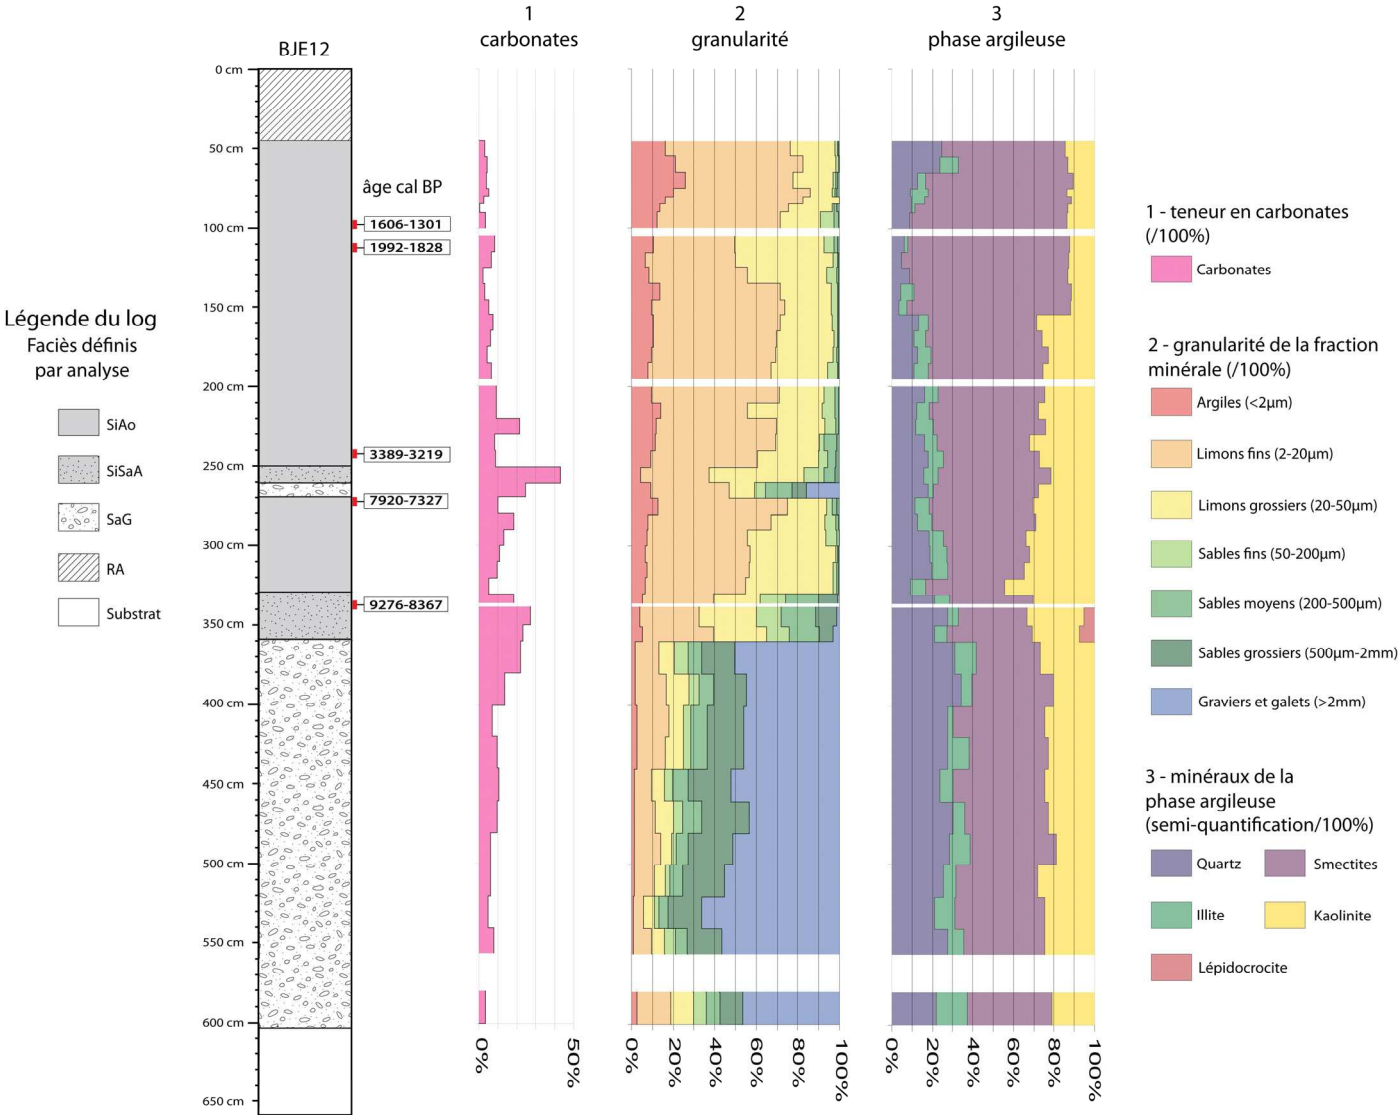 1
carbonates
2
granularité
3
phase argileuse
BJE12
0 cm
50 cm
100 cm
150 cm
200 cm
250 cm
300 cm
350 cm
400 cm
450 cm
500 cm
550 cm
600 cm
650 cm
âge cal BP
1606-1301
1992-1828
3389-3219
7920-7327
9276-8367
Légende du log
Faciès définis
par analyse
SiAo
SiSaA
SaG
RA
Substrat
0%
50%
0%
20%
40%
60%
80%
100%
0%
20%
40%
60%
80%
100%
1 - teneur en carbonates
(/100%)
Carbonates
2 - granularité de la fraction
minérale (/100%)
Argiles (<2µm)
Limons fins (2-20µm)
Limons grossiers (20-50µm)
Sables fins (50-200µm)
Sables moyens (200-500µm)
Sables grossiers (500µm-2mm)
Graviers et galets (>2mm)
3 - minéraux de la
phase argileuse
(semi-quantification/100%)
Quartz
Smectites
Illite
Kaolinite
Lépidocrocite